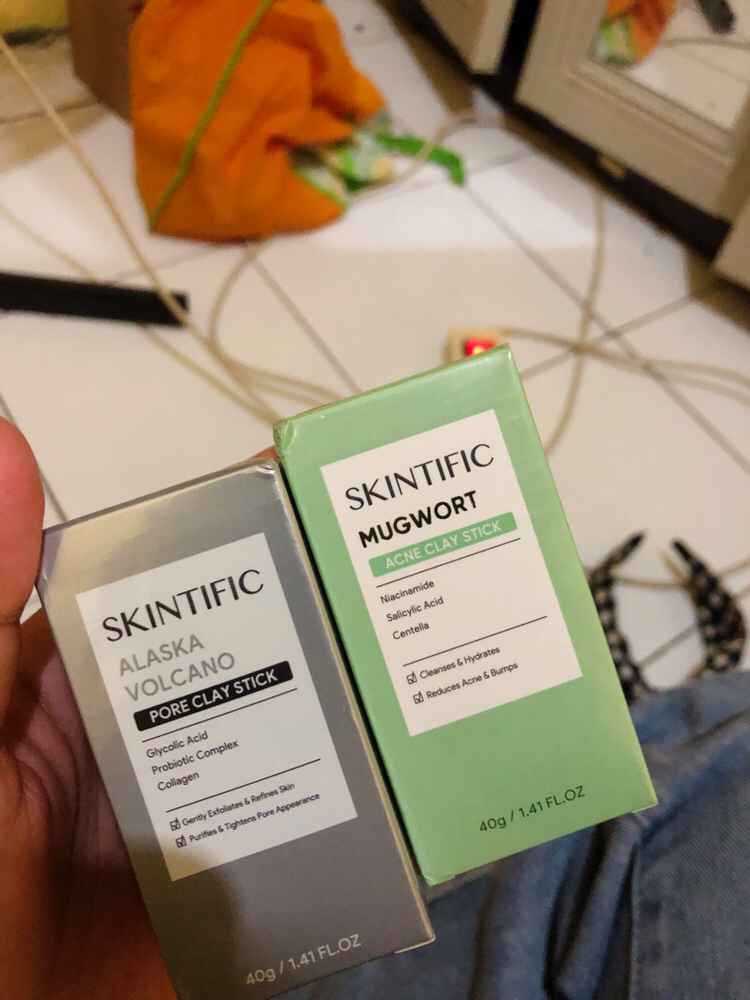 SKINTIFIC
ALASKA
VOLCANO
PORE CLAY STICK
Glycolic Acid
Probiotic Complex
Collagen
Gently Exfoliates & Refines Skin
Purifies & Tightens Pore Appearance
40g / 1.41 FL.OZ
SKINTIFIC
MUGWORT
ACNE CLAY STICK
Niacinamide
Salicylic Acid
Centella
Cleanses & Hydrates
Reduces Acne & Bumps
40g / 1.41 FL.OZ